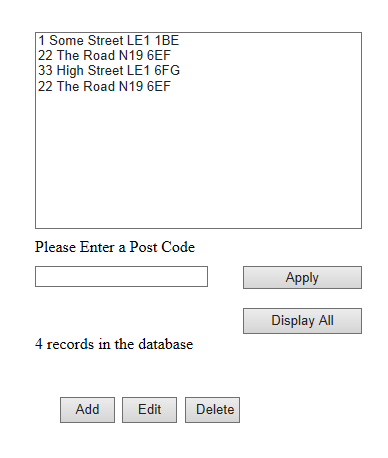 1 Some Street LE1 1BE
22 The Road N19 6EF
33 High Street LE1 6FG
22 The Road N19 6EF
Please Enter a Post Code
Apply
Display All
4 records in the database
Add
Edit
Delete